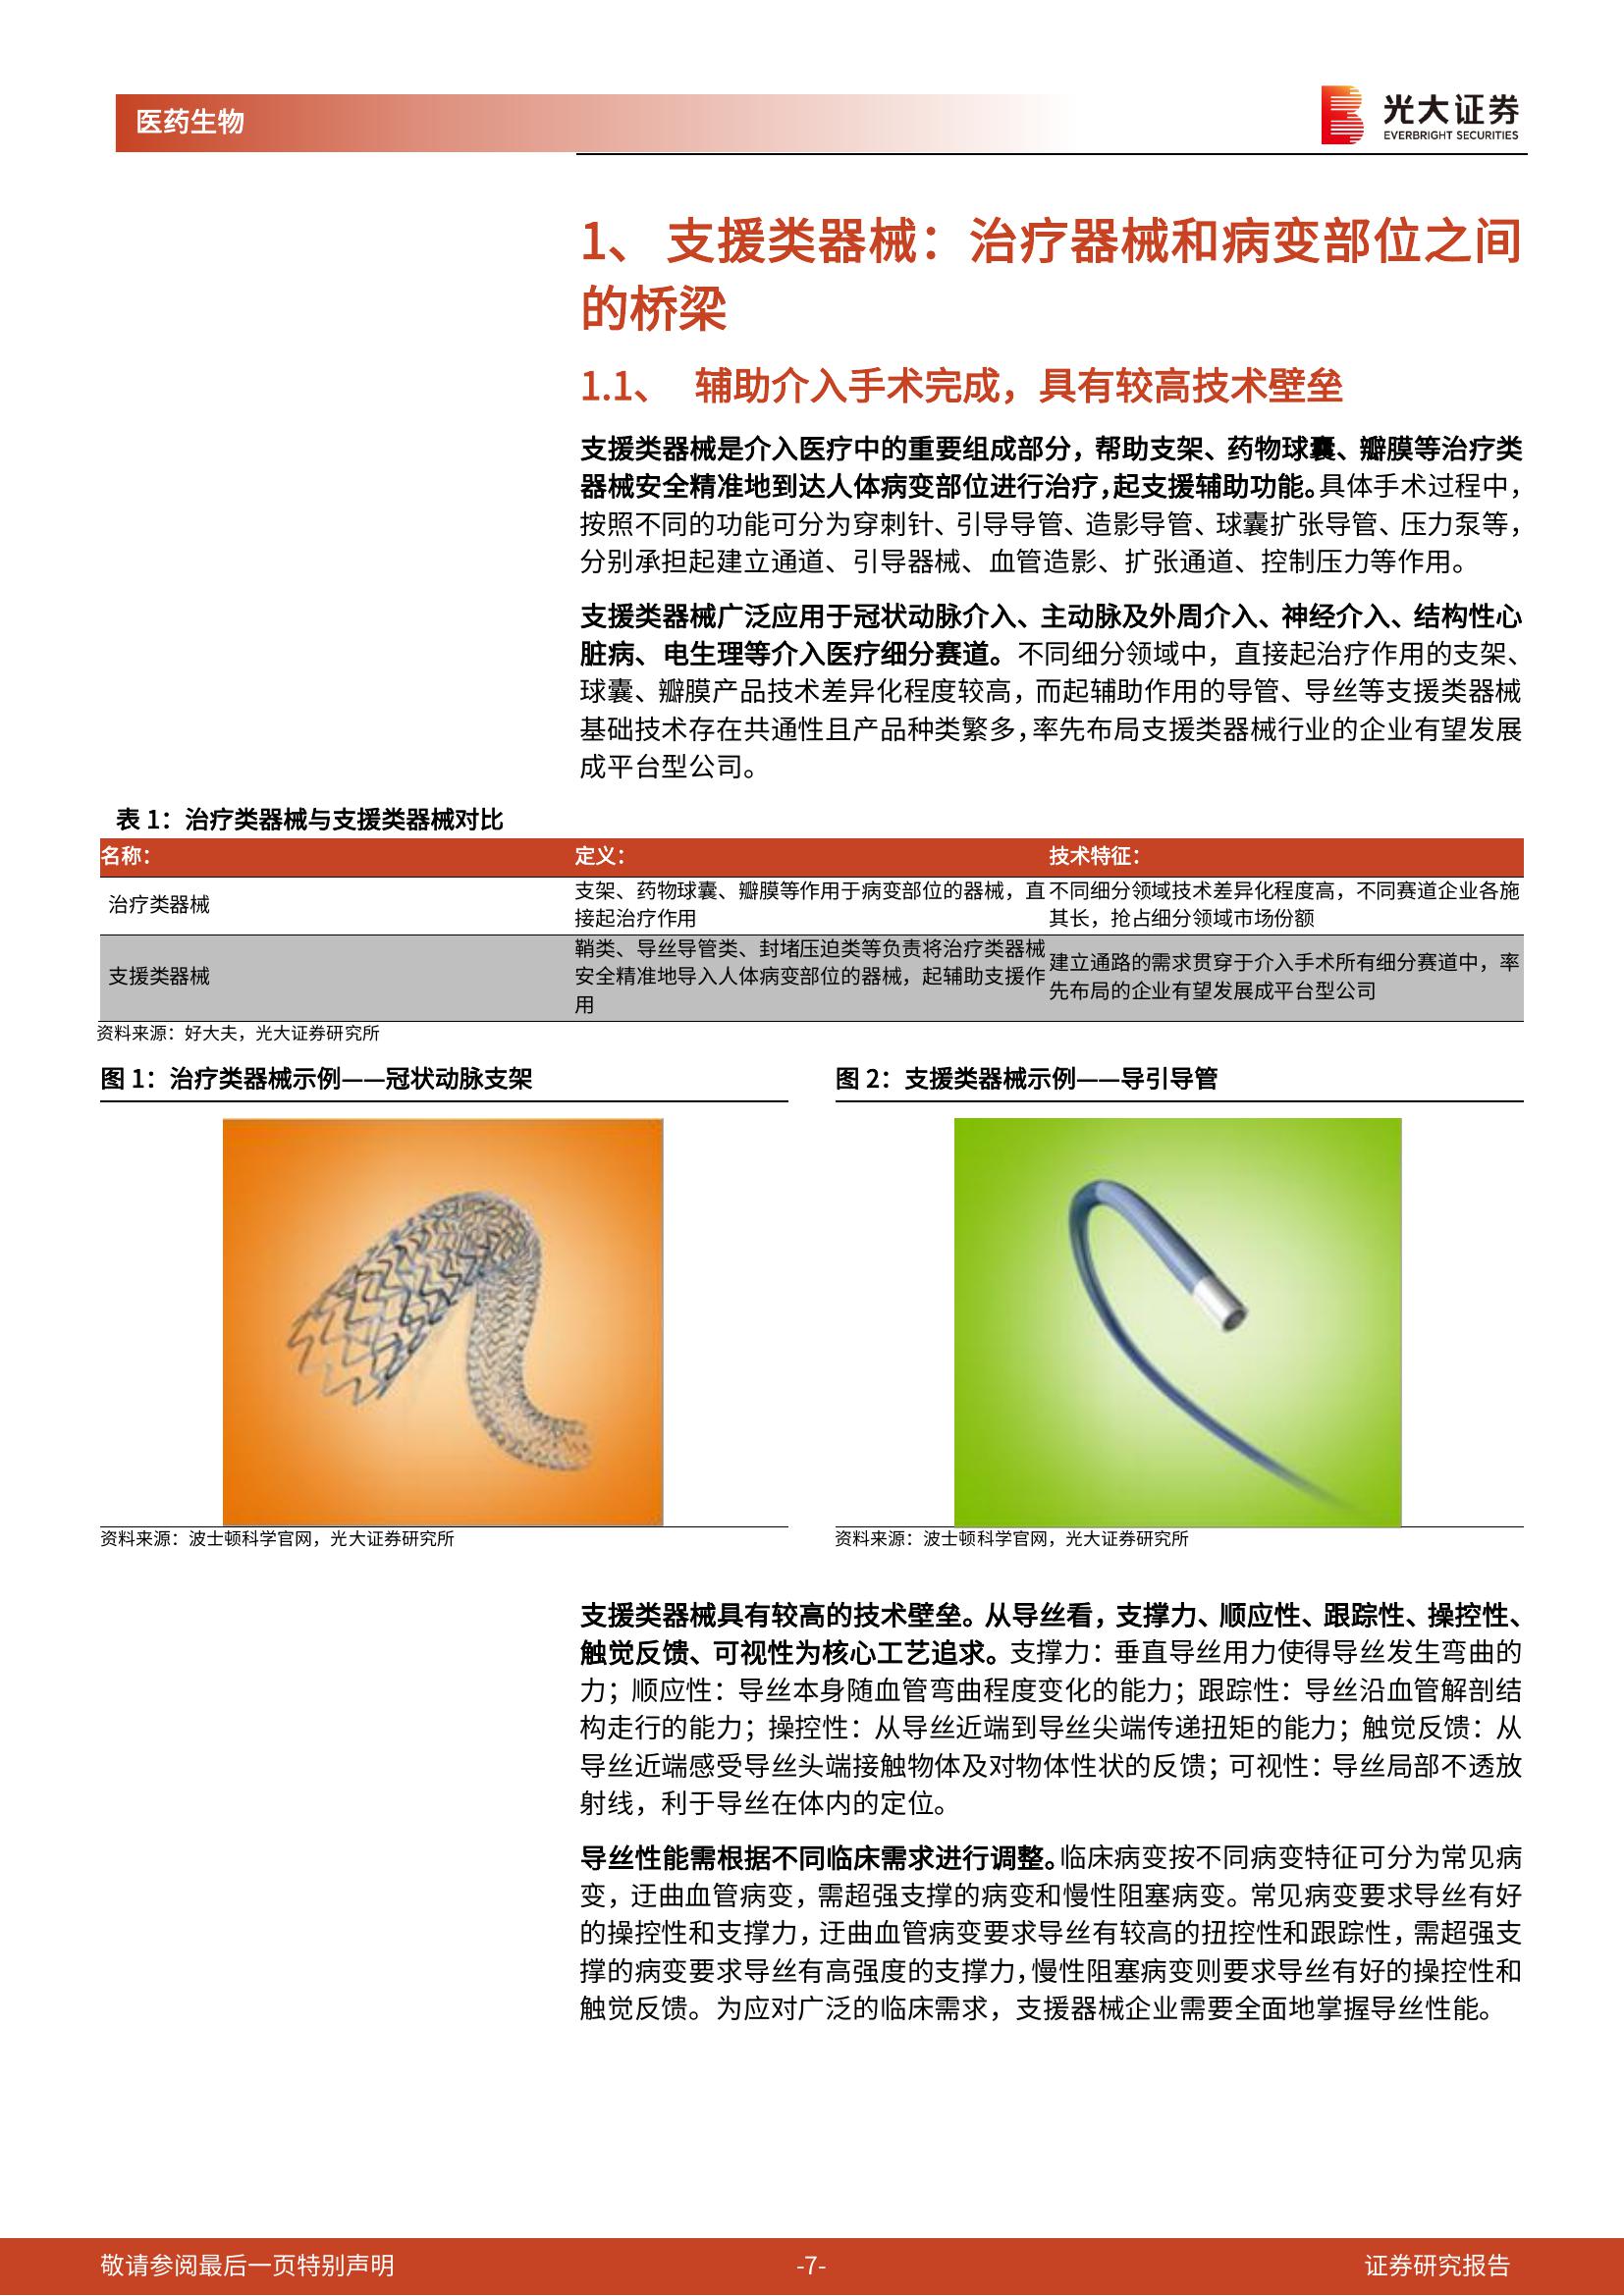 医药生物
光大证券
EVERBRIGHT SECURITIES
1、 支援类器械：治疗器械和病变部位之间
的桥梁
1.1、 辅助介入手术完成，具有较高技术壁垒
支援类器械是介入医疗中的重要组成部分，帮助支架、药物球囊、瓣膜等治疗类
器械安全精准地到达人体病变部位进行治疗，起支援辅助功能。具体手术过程中，
按照不同的功能可分为穿刺针、引导导管、造影导管、球囊扩张导管、压力泵等，
分别承担起建立通道、引导器械、血管造影、扩张通道、控制压力等作用。
支援类器械广泛应用于冠状动脉介入、主动脉及外周介入、神经介入、结构性心
脏病、电生理等介入医疗细分赛道。不同细分领域中，直接起治疗作用的支架、
球囊、瓣膜产品技术差异化程度较高，而起辅助作用的导管、导丝等支援类器械
基础技术存在共通性且产品种类繁多，率先布局支援类器械行业的企业有望发展
成平台型公司。
表 1：治疗类器械与支援类器械对比
名称： 定义： 技术特征：
治疗类器械
支架、药物球囊、瓣膜等作用于病变部位的器械，直
接起治疗作用
不同细分领域技术差异化程度高，不同赛道企业各施
其长，抢占细分领域市场份额
支援类器械
鞘类、导丝导管类、封堵压迫类等负责将治疗类器械
安全精准地导入人体病变部位的器械，起辅助支援作
用
建立通路的需求贯穿于介入手术所有细分赛道中，率
先布局的企业有望发展成平台型公司
资料来源：好大夫，光大证券研究所
图 1：治疗类器械示例——冠状动脉支架
图 2：支援类器械示例——导引导管
资料来源：波士顿科学官网，光大证券研究所
资料来源：波士顿科学官网，光大证券研究所
支援类器械具有较高的技术壁垒。从导丝看，支撑力、顺应性、跟踪性、操控性、
触觉反馈、可视性为核心工艺追求。支撑力：垂直导丝用力使得导丝发生弯曲的
力；顺应性：导丝本身随血管弯曲程度变化的能力；跟踪性：导丝沿血管解剖结
构走行的能力；操控性：从导丝近端到导丝尖端传递扭矩的能力；触觉反馈：从
导丝近端感受导丝头端接触物体及对物体性状的反馈；可视性：导丝局部不透放
射线，利于导丝在体内的定位。
导丝性能需根据不同临床需求进行调整。临床病变按不同病变特征可分为常见病
变，迂曲血管病变，需超强支撑的病变和慢性阻塞病变。常见病变要求导丝有好
的操控性和支撑力，迂曲血管病变要求导丝有较高的扭控性和跟踪性，需超强支
撑的病变要求导丝有高强度的支撑力，慢性阻塞病变则要求导丝有好的操控性和
触觉反馈。为应对广泛的临床需求，支援器械企业需要全面地掌握导丝性能。
敬请参阅最后一页特别声明
-7-
证券研究报告